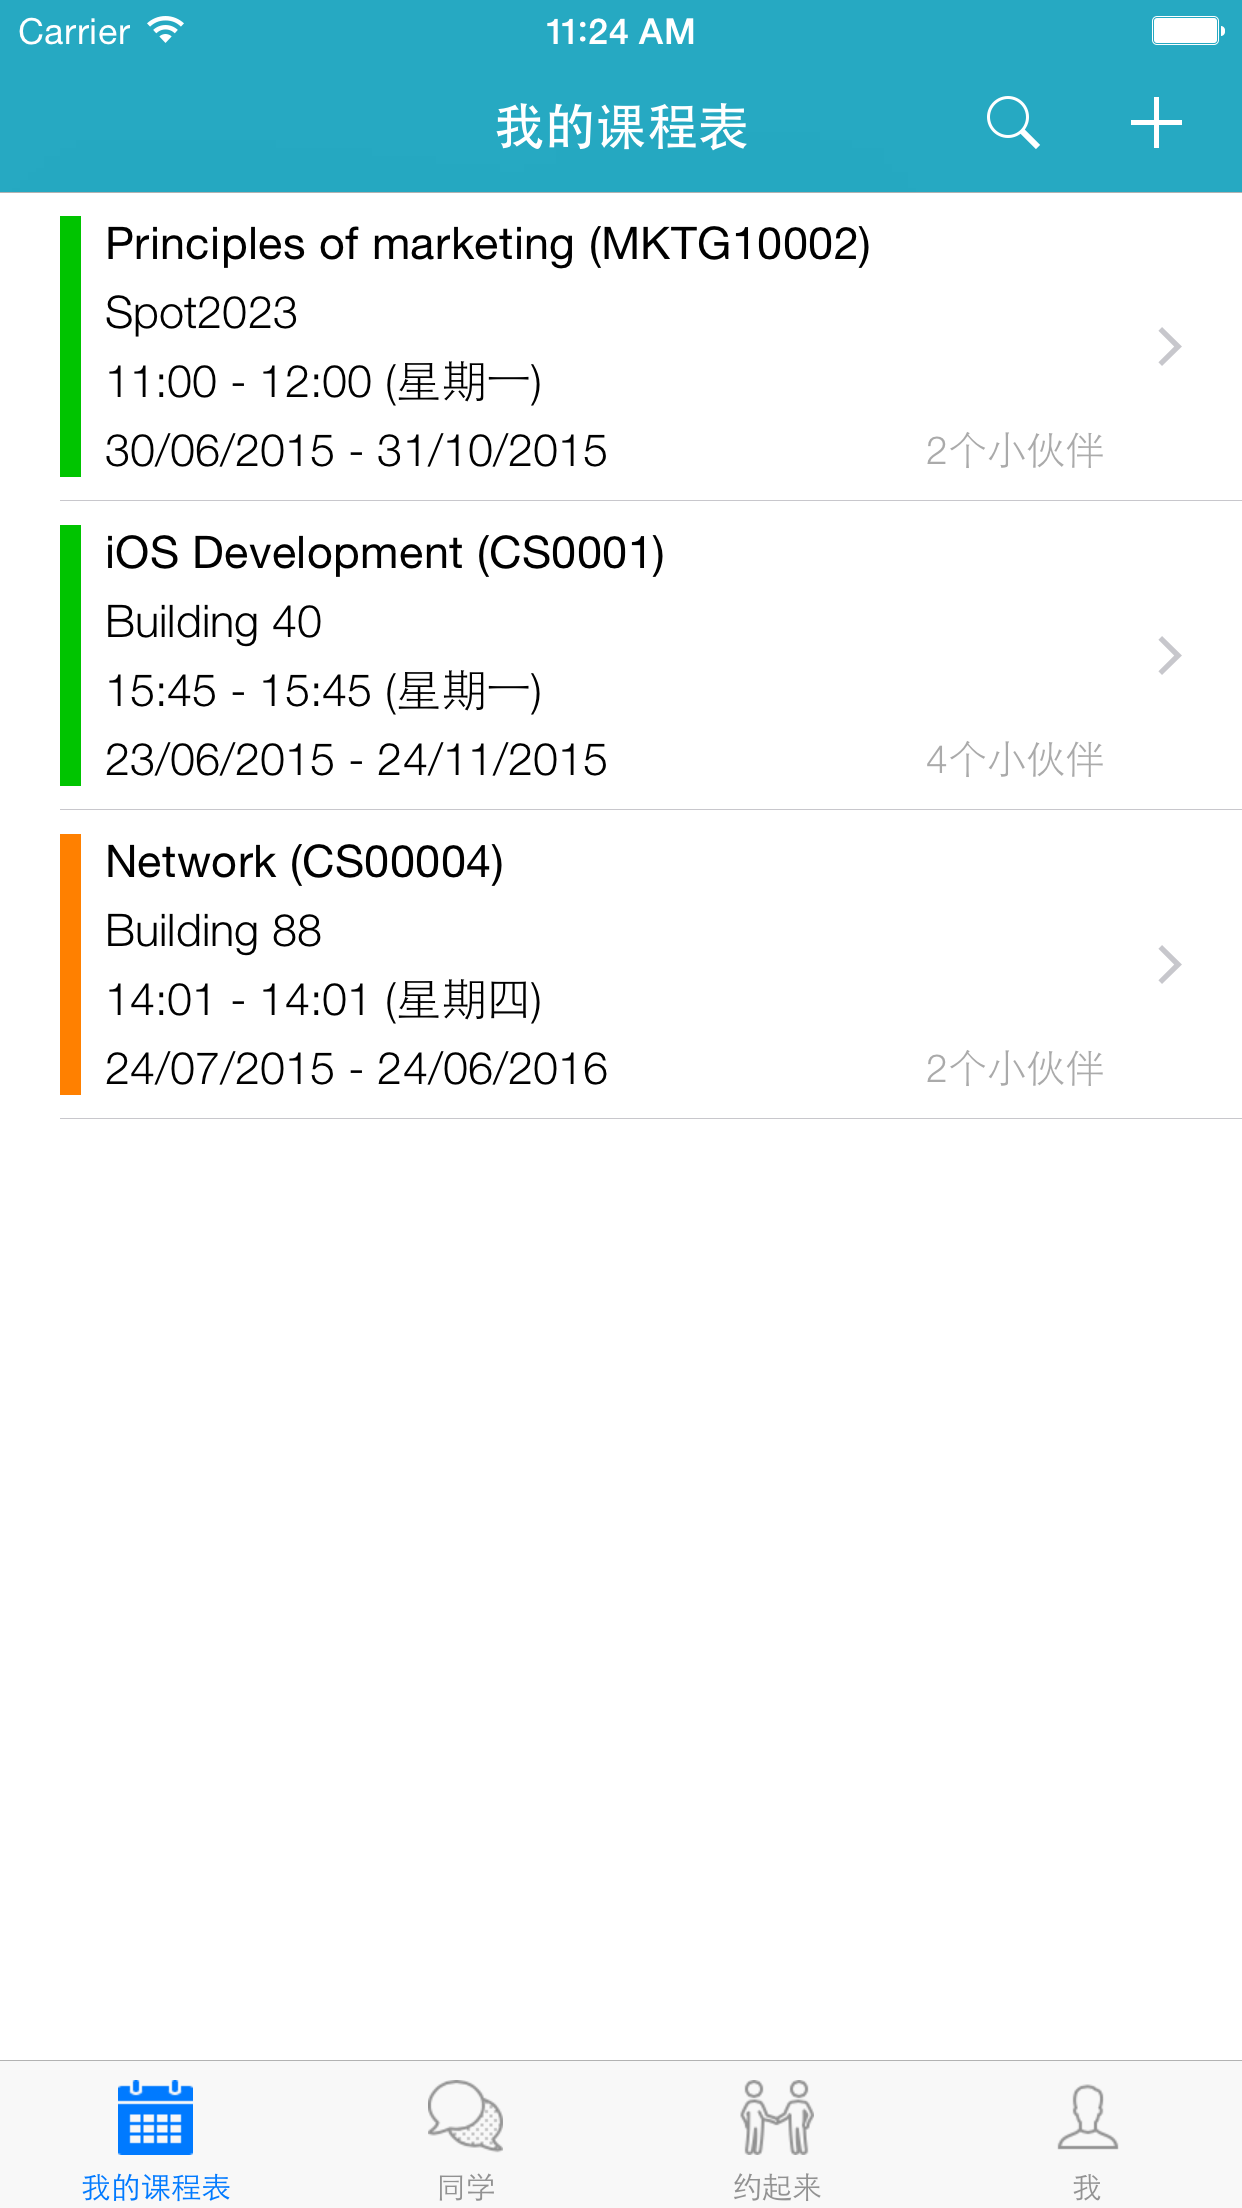 Carrier 11:24 AM
我的课程表
Principles of marketing (MKTG10002)
Spot2023
11:00 - 12:00 (星期一)
30/06/2015 - 31/10/2015 2个小伙伴
iOS Development (CS0001)
Building 40
15:45 - 15:45 (星期一)
23/06/2015 - 24/11/2015 4个小伙伴
Network (CS00004)
Building 88
14:01 - 14:01 (星期四)
24/07/2015 - 24/06/2016 2个小伙伴
我的课程表 同学 约起来 我